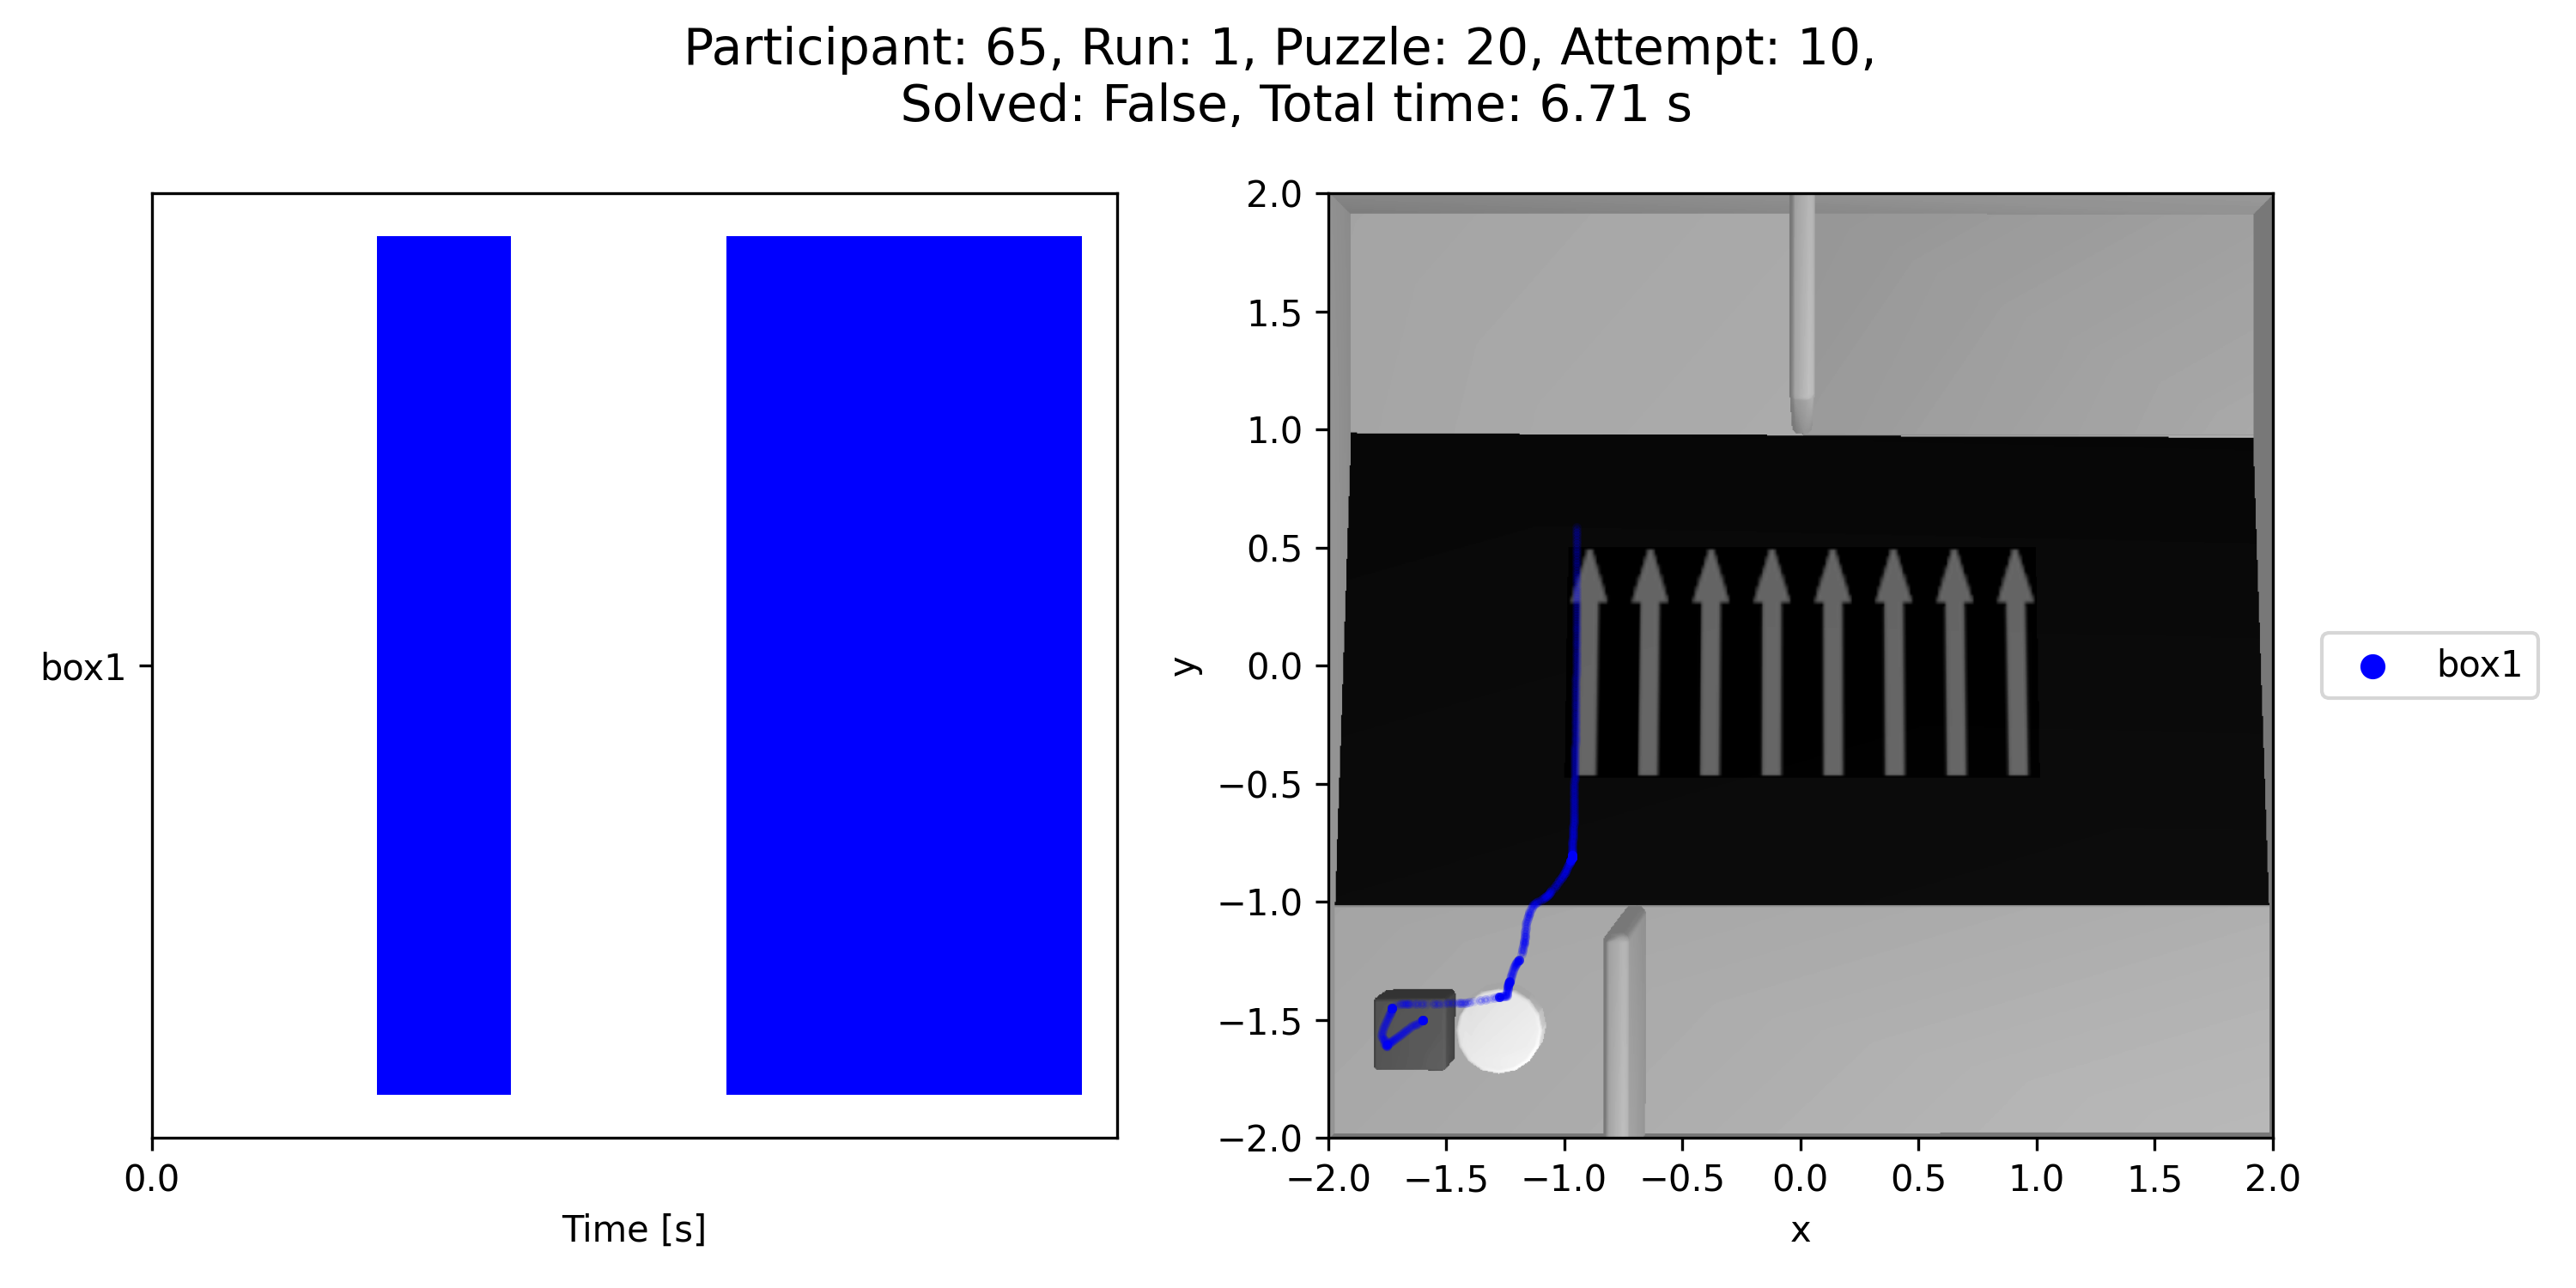 Participant: 65, Run: 1, Puzzle: 20, Attempt: 10,
Solved: False, Total time: 6.71 s
box1
0.0
Time [s]
2.0
1.5
1.0
0.5
0.0
−0.5
−1.0
−1.5
−2.0
y
−2.0 −1.5 −1.0 −0.5 0.0 0.5 1.0 1.5 2.0
x
box1